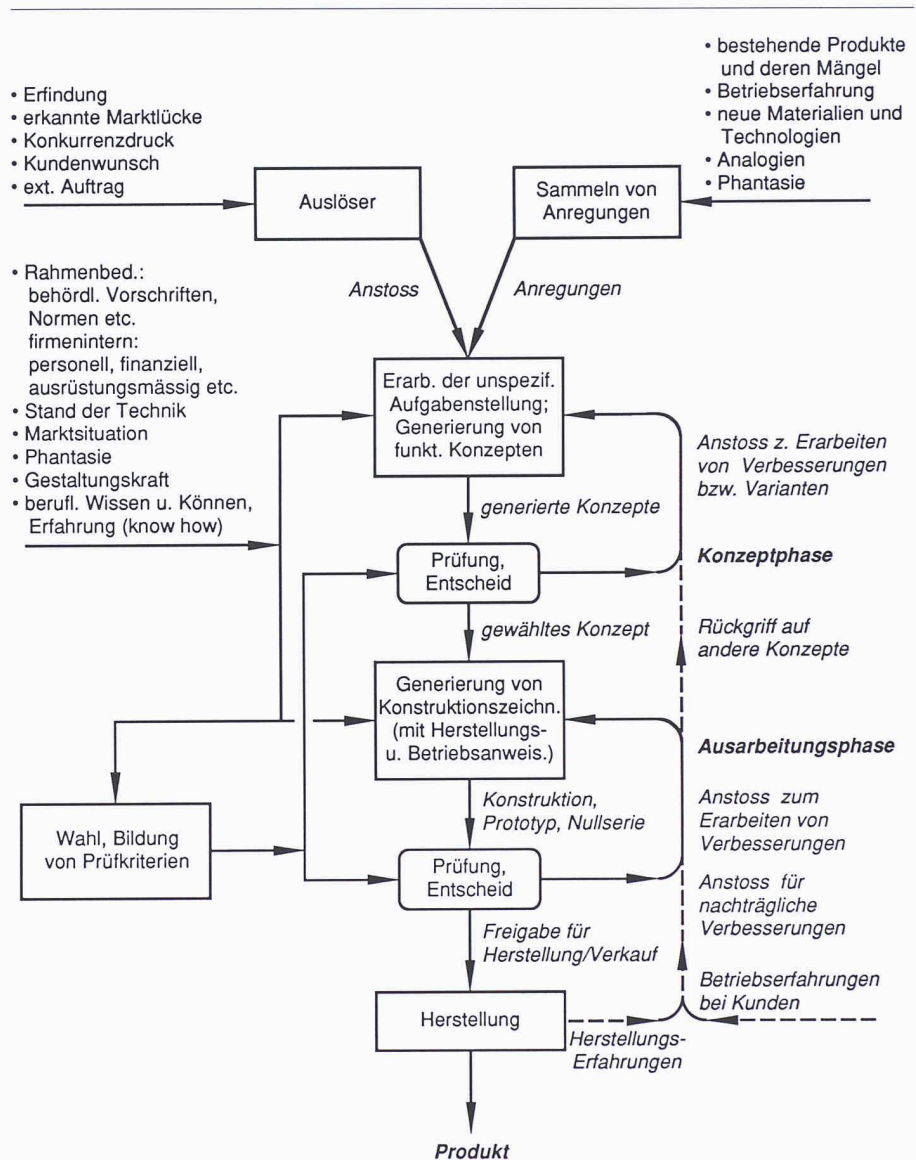 • bestehende Produkte
und deren Mängel
• Betriebserfahrung
• neue Materialien und
Technologien
• Analogien
• Phantasie
• Erfindung
• erkannte Marktlücke
• Konkurrenzdruck
• Kundenwunsch
• ext. Auftrag
Auslöser
Sammeln von
Anregungen
Anstoss
Anregungen
• Rahmenbed.:
behördl. Vorschriften,
Normen etc.
firmenintern:
personell, finanziell,
ausrüstungsmässig etc.
• Stand der Technik
• Marktsituation
• Phantasie
• Gestaltungskraft
• berufl. Wissen u. Können,
Erfahrung (know how)
Erarb. der unspezif.
Aufgabenstellung;
Generierung von
funkt. Konzepten
Anstoss z. Erarbeiten
von Verbesserungen
bzw. Varianten
generierte Konzepte
Prüfung,
Entscheid
Konzeptphase
gewähltes Konzept
Rückgriff auf
andere Konzepte
Generierung von
Konstruktionszeichn.
(mit Herstellungs-
u. Betriebsanweis.)
Ausarbeitungsphase
Konstruktion,
Prototyp, Nullserie
Anstoss zum
Erarbeiten von
Verbesserungen
Wahl, Bildung
von Prüfkriterien
Prüfung,
Entscheid
Anstoss für
nachträgliche
Verbesserungen
Freigabe für
Herstellung/Verkauf
Betriebserfahrungen
bei Kunden
Herstellung
Herstellungs-
Erfahrungen
Produkt